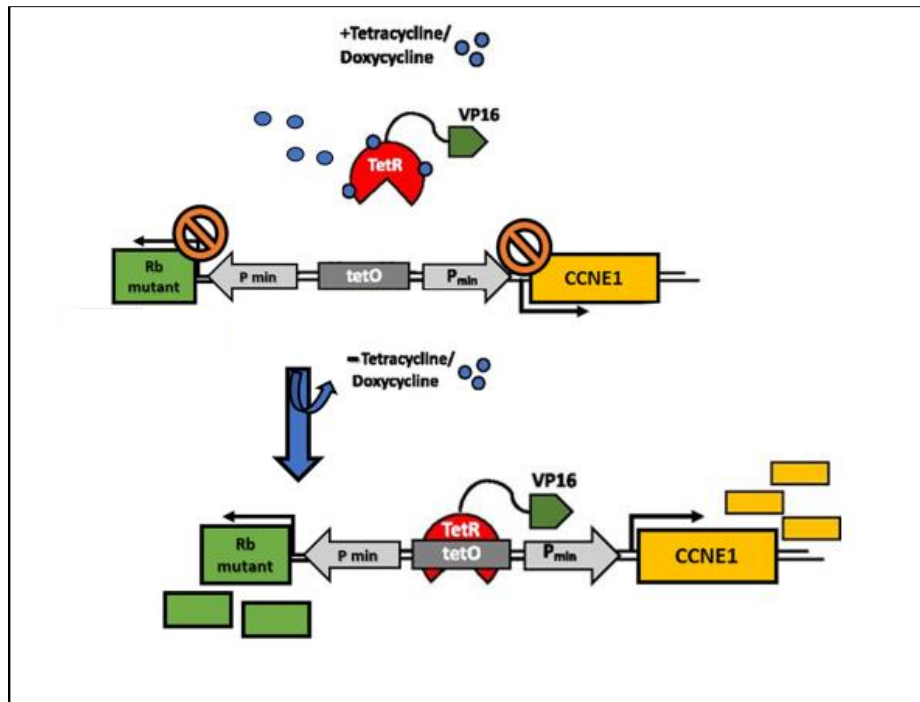 +Tetracycline/
Doxycycline
VP16
TetR
Rb
mutant
P min
tetO
Pmin
CCNE1
-Tetracycline/
Doxycycline
VP16
TetR
Rb
mutant
P min
tetO
Pmin
CCNE1